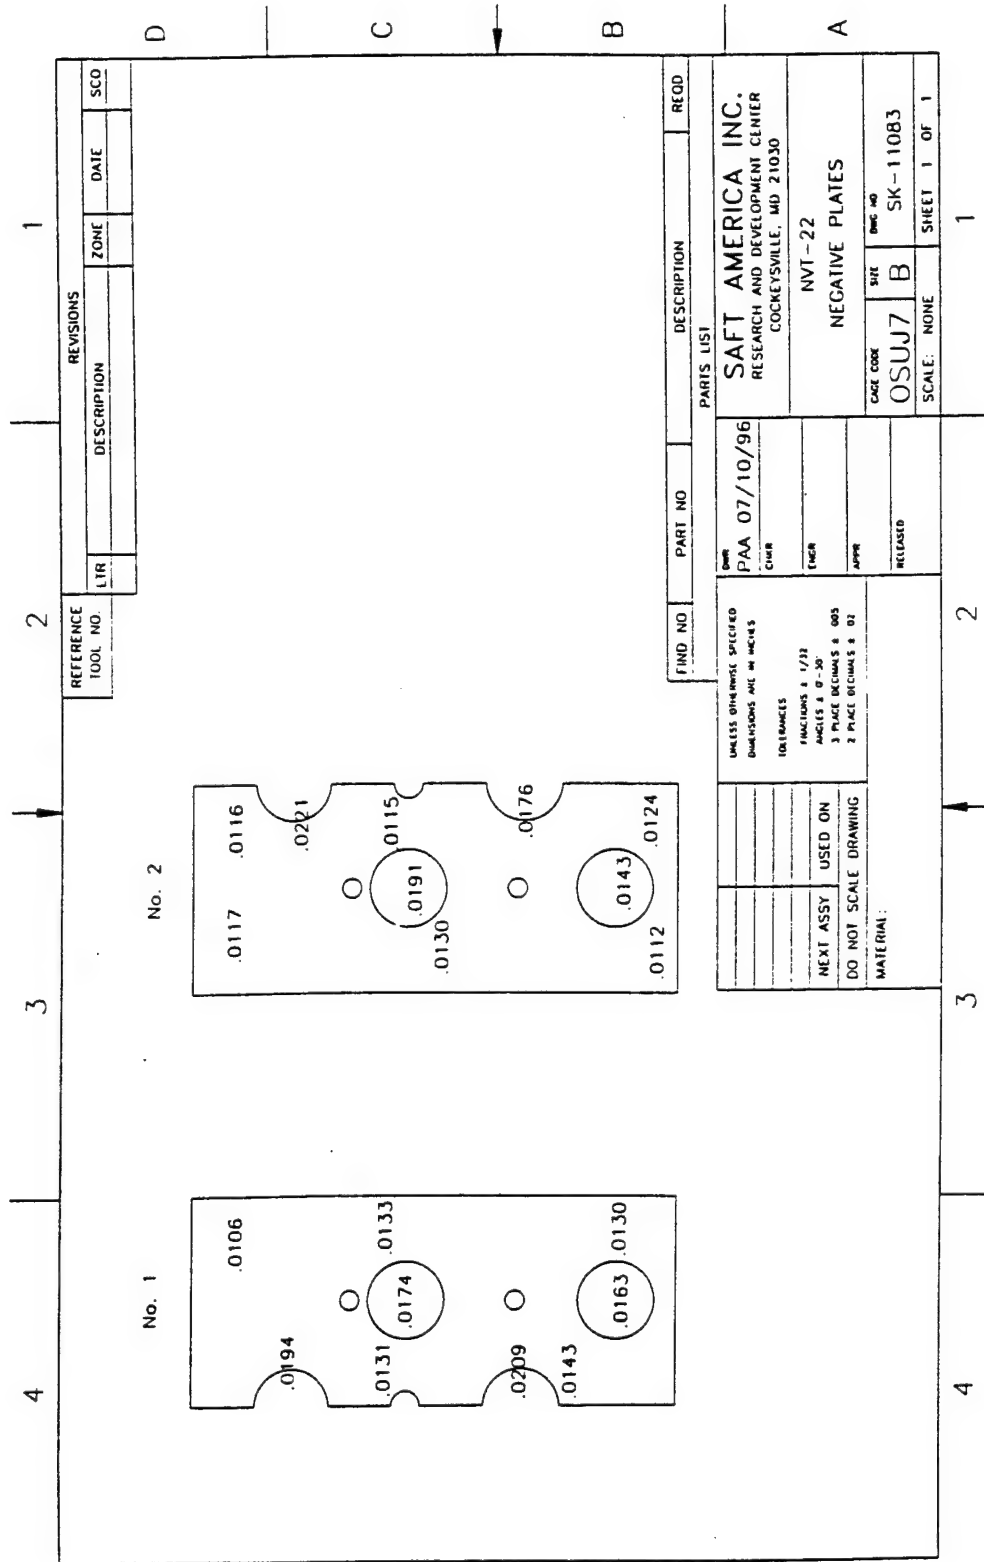 4
3
2
1
D
C
B
A
REFERENCE
TOOL NO.
REVISIONS
LTR
DESCRIPTION
ZONE
DATE
SCO
No. 1
.0106
.0194
.0133
.0131
.0174
.0209
.0143
.0163
.0130
No. 2
.0117
.0116
.0221
.0115
.0191
.0130
.0176
.0143
.0112
.0124
FIND NO
PART NO
DESCRIPTION
REQD
PARTS LIST
NEXT ASSY
USED ON
DO NOT SCALE DRAWING
MATERIAL:
UNLESS OTHERWISE SPECIFIED
DIMENSIONS ARE IN INCHES
TOLERANCES
FRACTIONS ± 1/32
ANGLES ± 0°-30'
3 PLACE DECIMALS ± 005
2 PLACE DECIMALS ± 02
DWR
PAA 07/10/96
CHKR
ENGR
APPR
RELEASED
SAFT AMERICA INC.
RESEARCH AND DEVELOPMENT CENTER
COCKEYSVILLE, MD 21030
NVT-22
NEGATIVE PLATES
CAGE CODE
OSUJ7
SIZE
B
DWG NO
SK-11083
SCALE: NONE
SHEET 1 OF 1
4
3
2
1